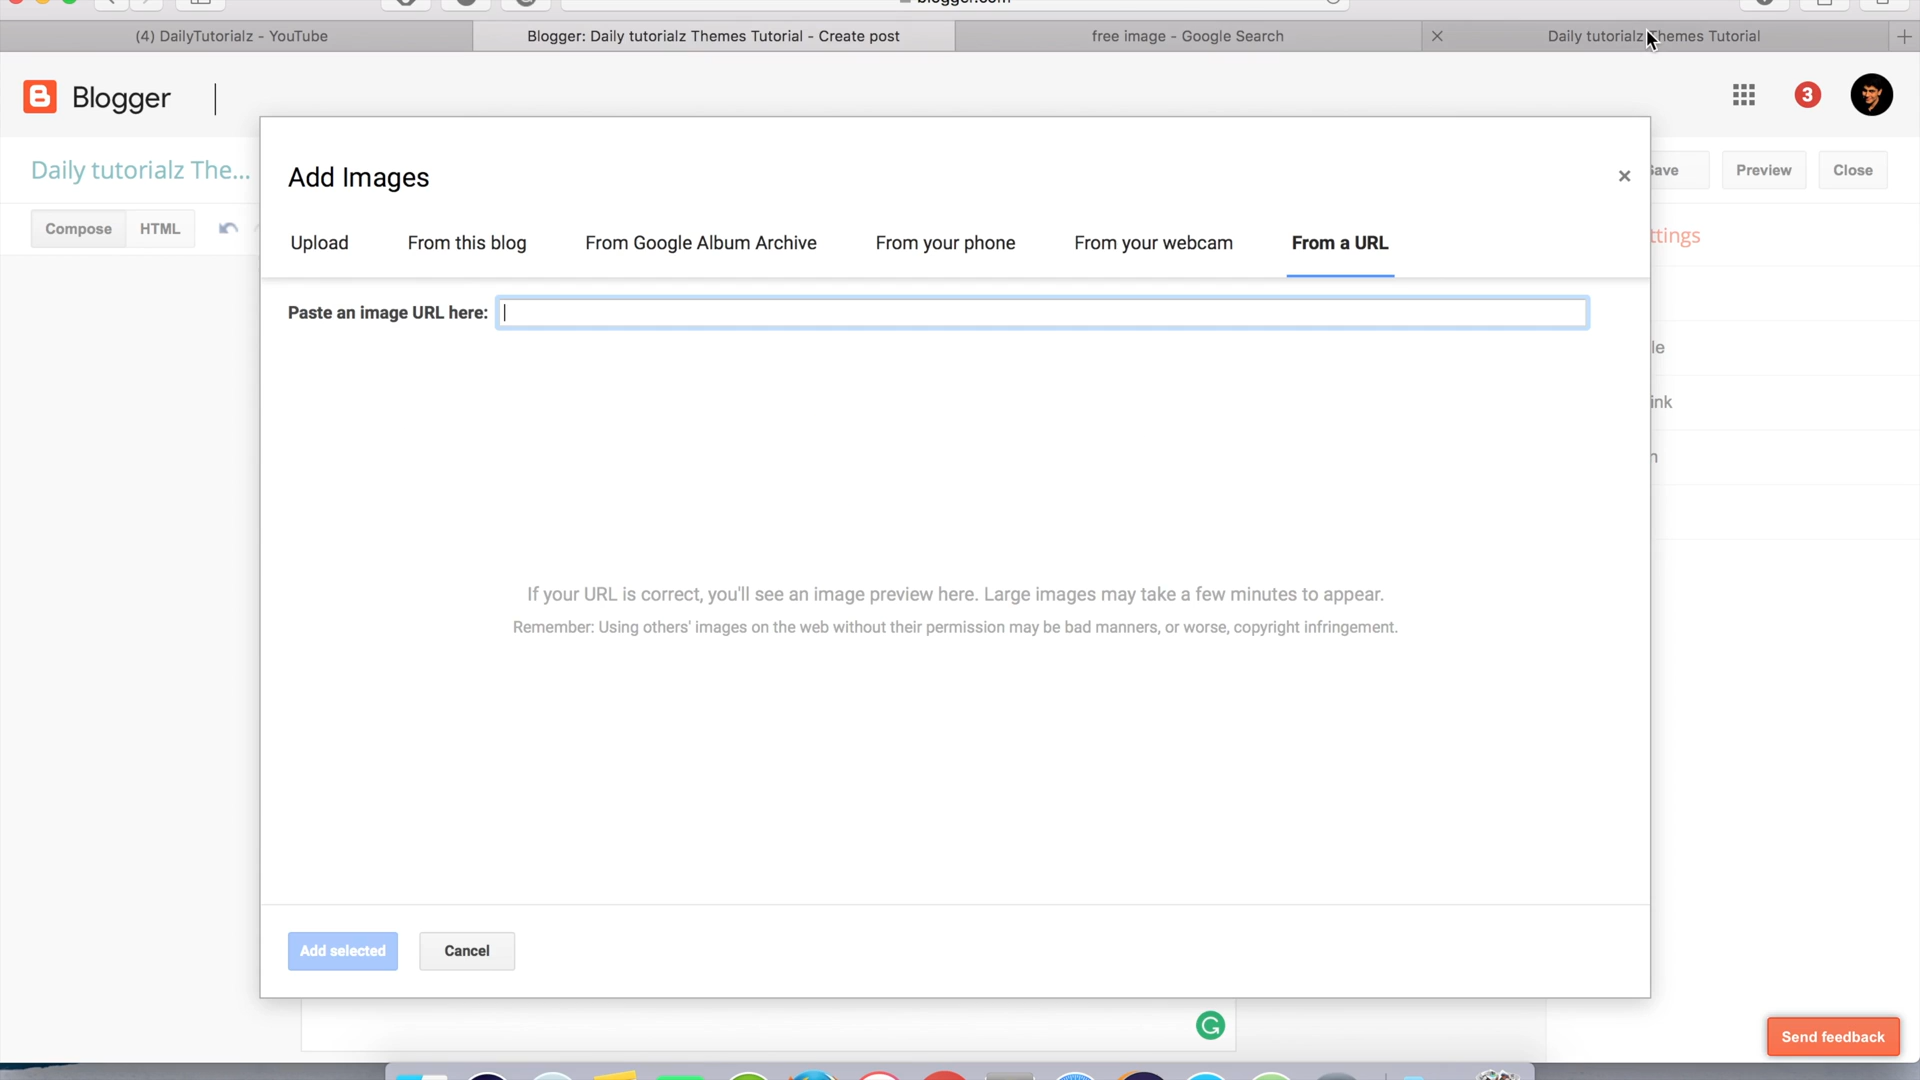 (4) DailyTutorialz - YouTube
Blogger: Daily tutorialz Themes Tutorial - Create post
free image - Google Search
Daily tutorialz Themes Tutorial
Blogger
3
Daily tutorialz The...
Save
Preview
Close
Compose
HTML
Add Images
Upload
From this blog
From Google Album Archive
From your phone
From your webcam
From a URL
Paste an image URL here:
If your URL is correct, you'll see an image preview here. Large images may take a few minutes to appear.
Remember: Using others' images on the web without their permission may be bad manners, or worse, copyright infringement.
Add selected
Cancel
Send feedback